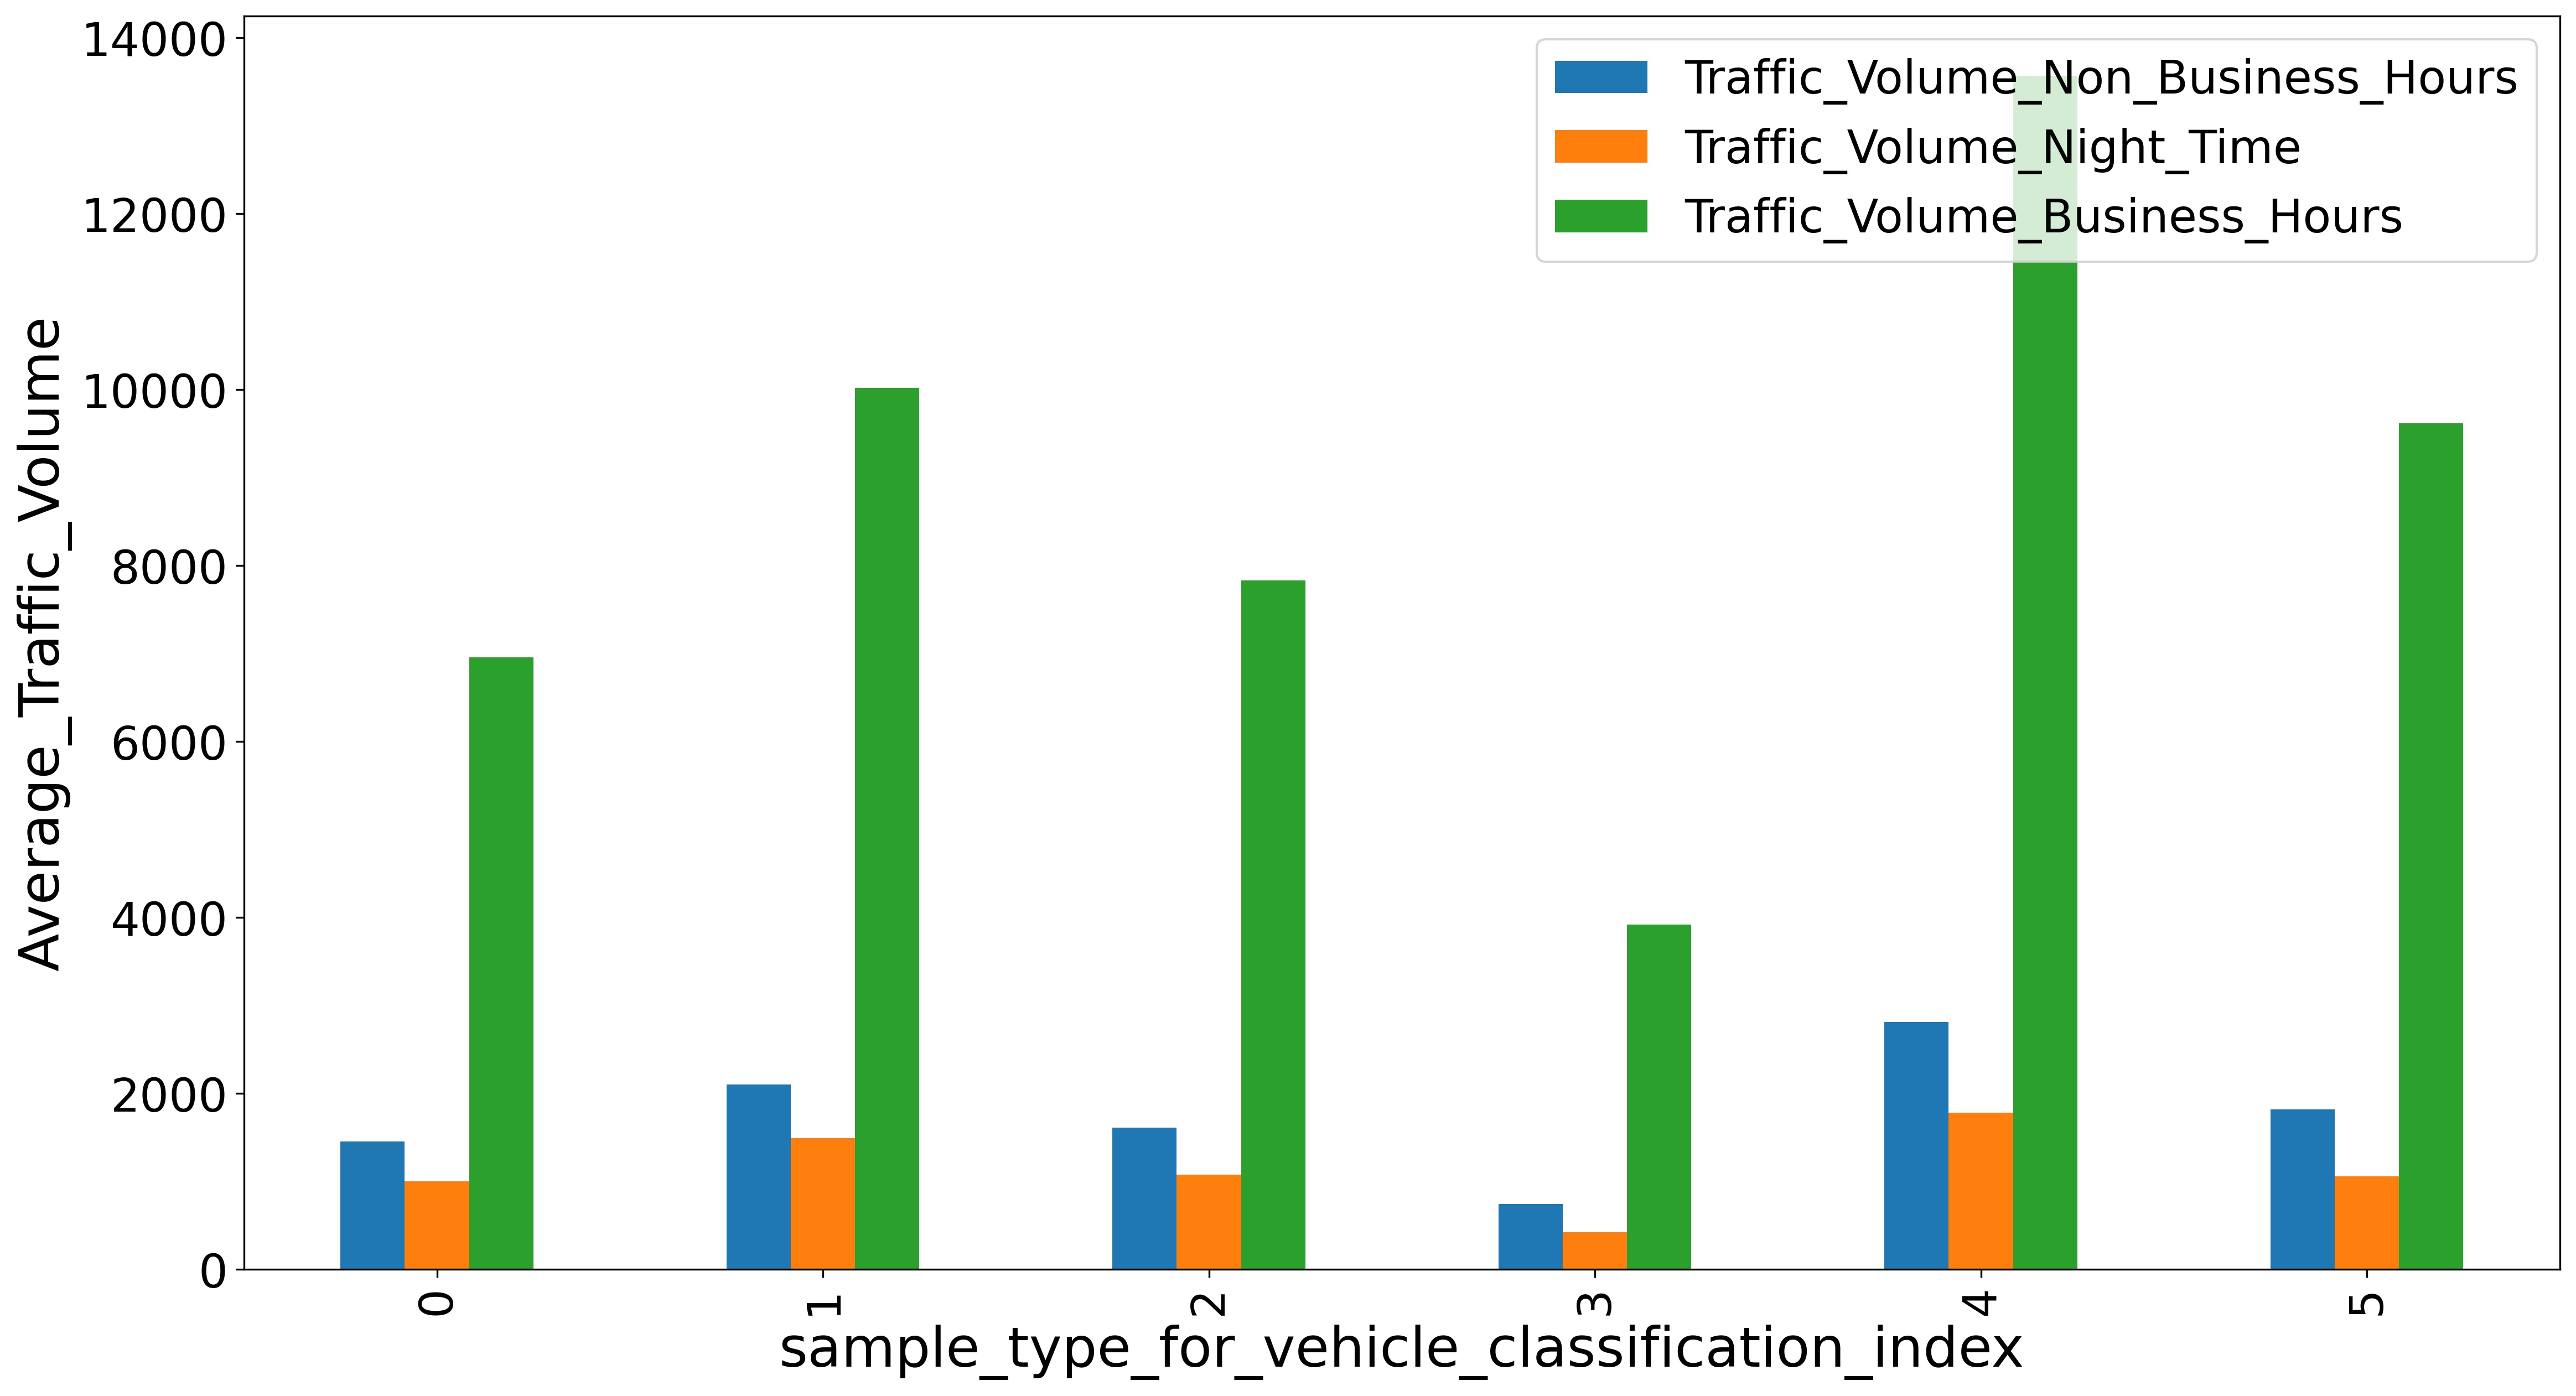 14000
12000
10000
8000
6000
4000
2000
0
Average_Traffic_Volume
Traffic_Volume_Non_Business_Hours
Traffic_Volume_Night_Time
Traffic_Volume_Business_Hours
0 1 2 3 4 5
sample_type_for_vehicle_classification_index